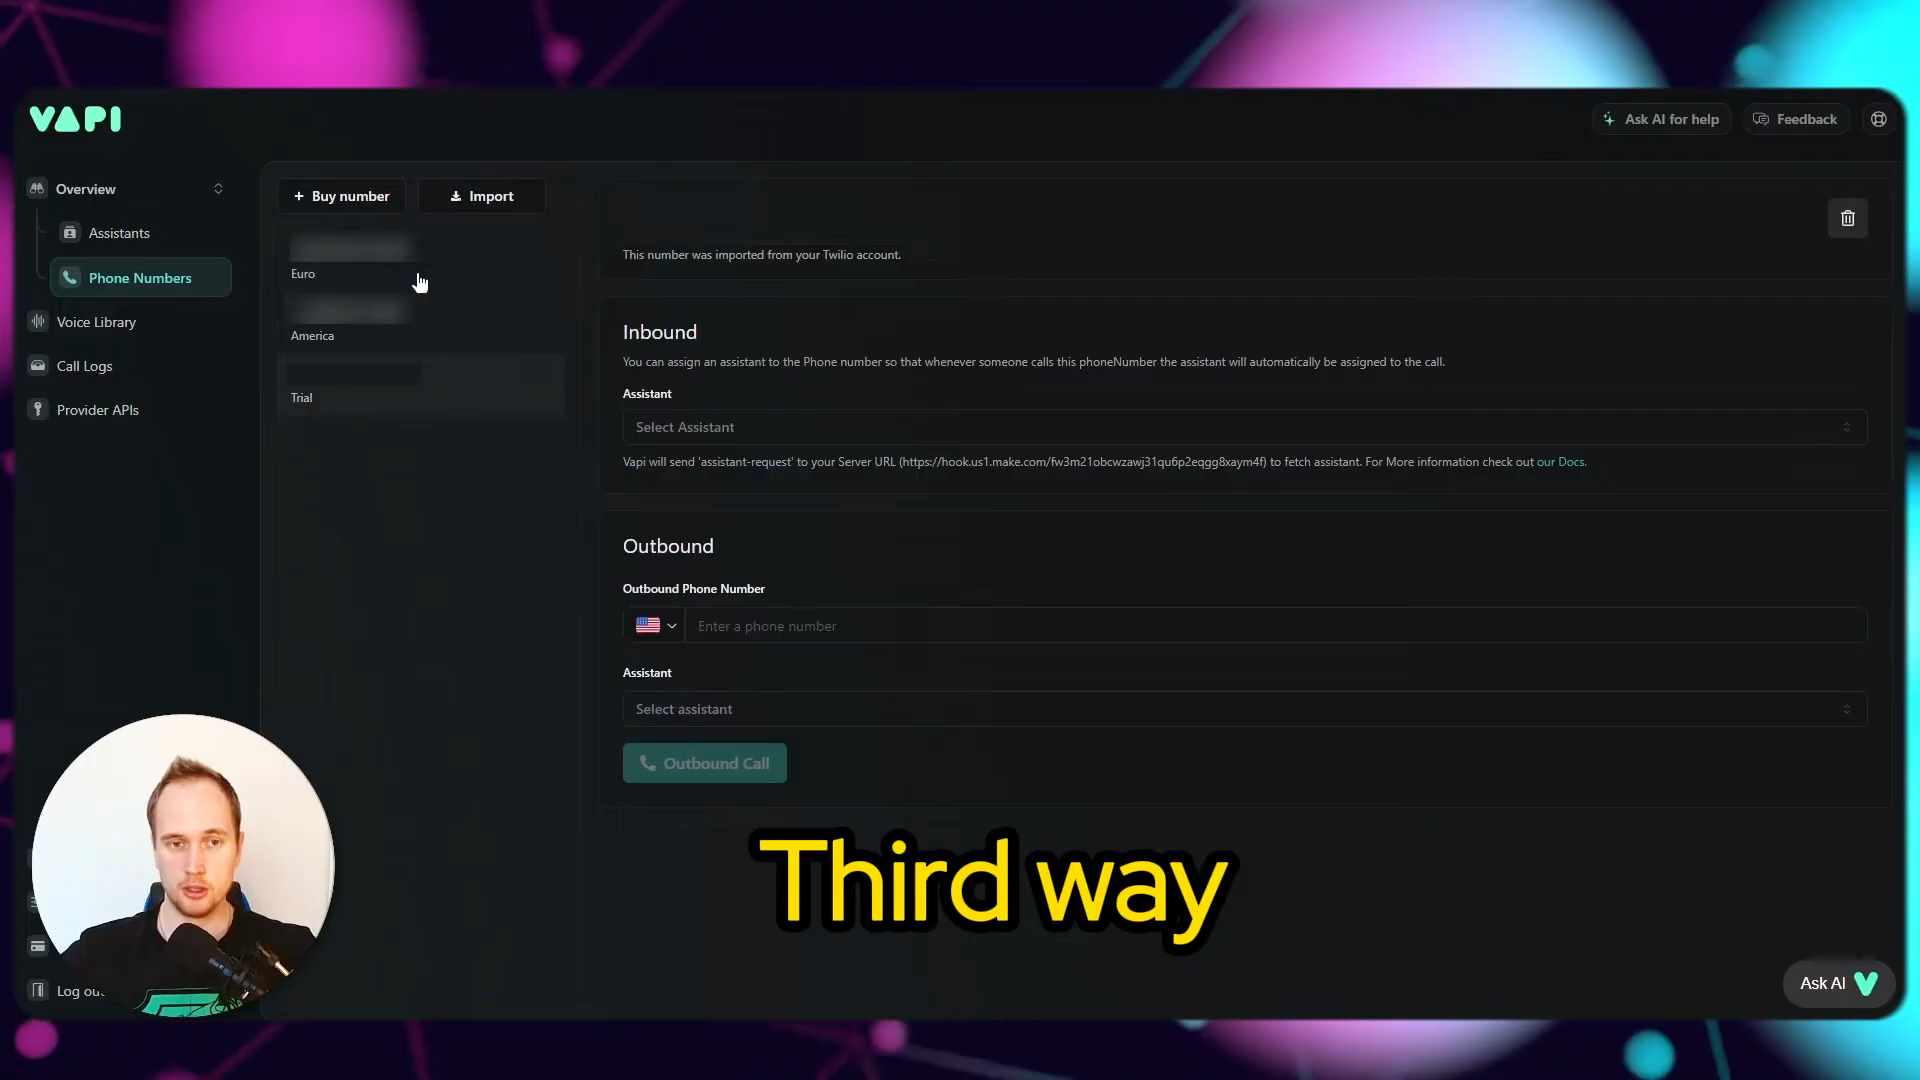 VAPI
Ask AI for help
Feedback
Overview
Assistants
Phone Numbers
Voice Library
Call Logs
Provider APIs
Log out
+ Buy number
Import
Euro
America
Trial
This number was imported from your Twilio account.
Inbound
You can assign an assistant to the Phone number so that whenever someone calls this phoneNumber the assistant will automatically be assigned to the call.
Assistant
Select Assistant
Vapi will send 'assistant-request' to your Server URL (https://hook.us1.make.com/fw3m21obcwzawj31qu6p2eqgg8xaym4f) to fetch assistant. For More information check out our Docs.
Outbound
Outbound Phone Number
Enter a phone number
Assistant
Select assistant
Outbound Call
Third way
Ask AI